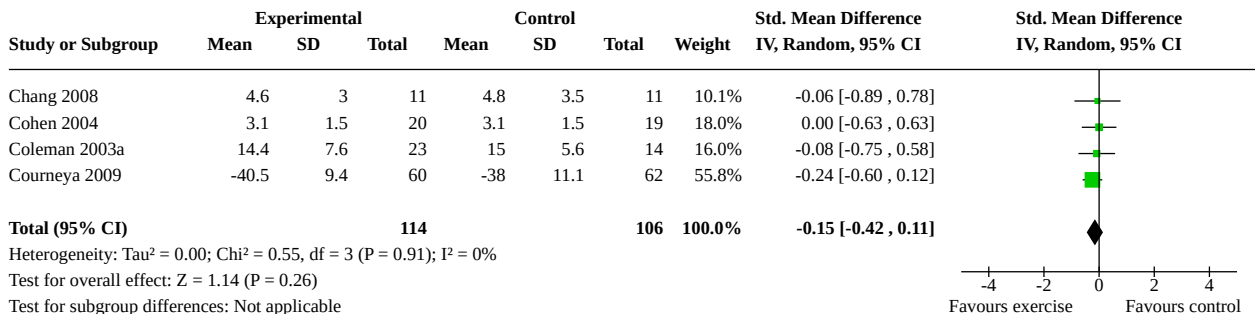 Experimental Control Std. Mean Difference Std. Mean Difference
Study or Subgroup Mean SD Total Mean SD Total Weight IV, Random, 95% CI IV, Random, 95% CI
Chang 2008 4.6 3 11 4.8 3.5 11 10.1% -0.06 [-0.89 , 0.78]
Cohen 2004 3.1 1.5 20 3.1 1.5 19 18.0% 0.00 [-0.63 , 0.63]
Coleman 2003a 14.4 7.6 23 15 5.6 14 16.0% -0.08 [-0.75 , 0.58]
Courneya 2009 -40.5 9.4 60 -38 11.1 62 55.8% -0.24 [-0.60 , 0.12]
Total (95% CI) 114 106 100.0% -0.15 [-0.42 , 0.11]
Heterogeneity: Tau² = 0.00; Chi² = 0.55, df = 3 (P = 0.91); I² = 0%
Test for overall effect: Z = 1.14 (P = 0.26) -4 -2 0 2 4
Test for subgroup differences: Not applicable Favours exercise Favours control